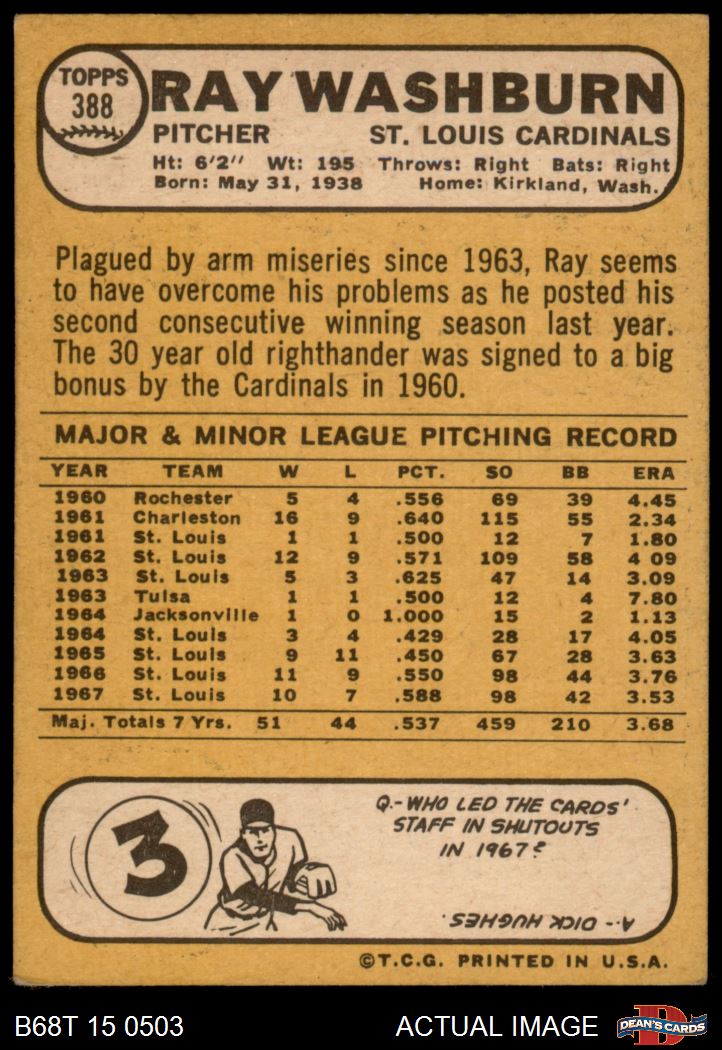 TOPPS
388
RAY WASHBURN
PITCHER ST. LOUIS CARDINALS
Ht: 6'2" Wt: 195 Throws: Right Bats: Right
Born: May 31, 1938 Home: Kirkland, Wash.
Plagued by arm miseries since 1963, Ray seems
to have overcome his problems as he posted his
second consecutive winning season last year.
The 30 year old righthander was signed to a big
bonus by the Cardinals in 1960.
MAJOR & MINOR LEAGUE PITCHING RECORD
YEAR TEAM W L PCT. SO BB ERA
1960 Rochester 5 4 .556 69 39 4.45
1961 Charleston 16 9 .640 115 55 2.34
1961 St. Louis 1 1 .500 12 7 1.80
1962 St. Louis 12 9 .571 109 58 4 09
1963 St. Louis 5 3 .625 47 14 3.09
1963 Tulsa 1 1 .500 12 4 7.80
1964 Jacksonville 1 0 1.000 15 2 1.13
1964 St. Louis 3 4 .429 28 17 4.05
1965 St. Louis 9 11 .450 67 28 3.63
1966 St. Louis 11 9 .550 98 44 3.76
1967 St. Louis 10 7 .588 98 42 3.53
Maj. Totals 7 Yrs. 51 44 .537 459 210 3.68
3
Q.-WHO LED THE CARDS'
STAFF IN SHUTOUTS
IN 1967?
A.- DICK HUGHES.
©T.C.G. PRINTED IN U.S.A.
B68T 15 0503 ACTUAL IMAGE
D
DEAN'S CARDS